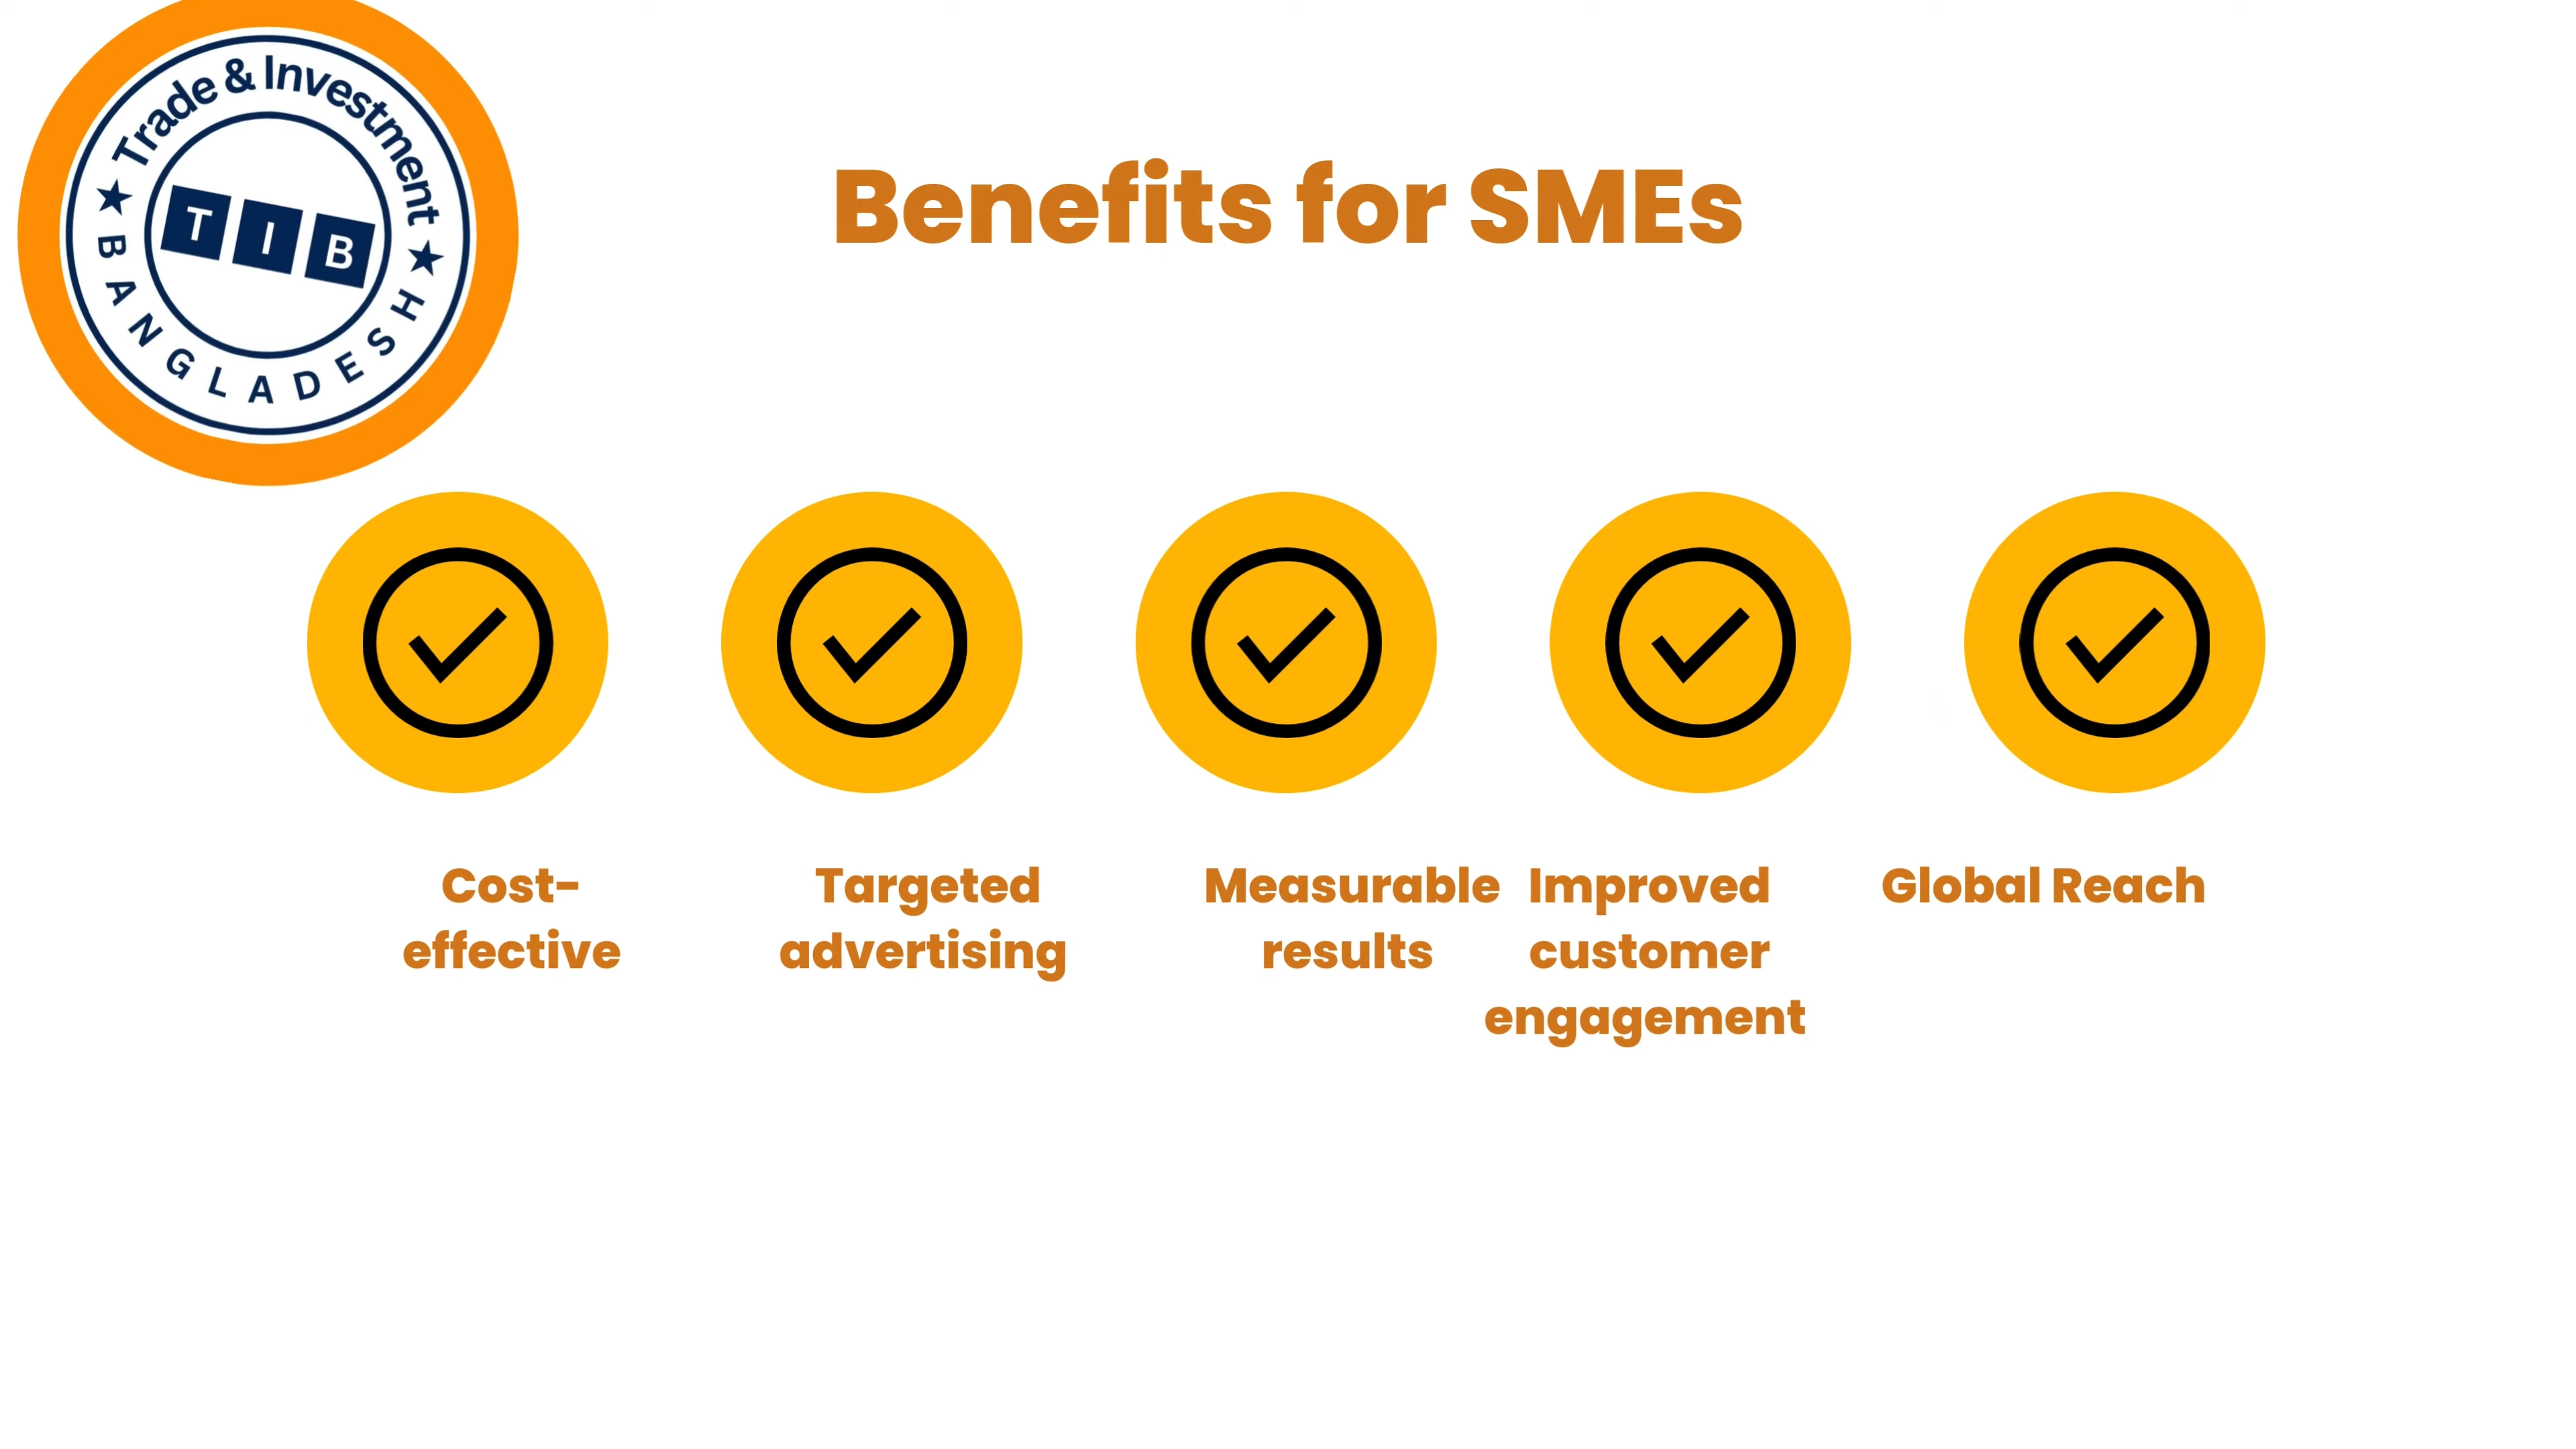 Trade & Investment
TIB
BANGLADESH
Benefits for SMEs
Cost-
effective
Targeted
advertising
Measurable
results
Improved
customer
engagement
Global Reach